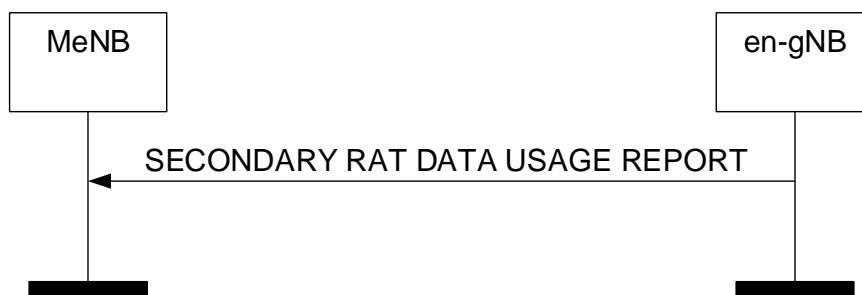 MeNB
en-gNB
SECONDARY RAT DATA USAGE REPORT